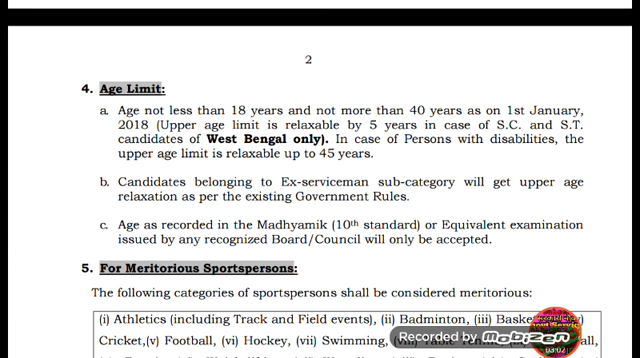 2
4. Age Limit:
a. Age not less than 18 years and not more than 40 years as on 1st January,
2018 (Upper age limit is relaxable by 5 years in case of S.C. and S.T.
candidates of West Bengal only). In case of Persons with disabilities, the
upper age limit is relaxable up to 45 years.
b. Candidates belonging to Ex-serviceman sub-category will get upper age
relaxation as per the existing Government Rules.
c. Age as recorded in the Madhyamik (10th standard) or Equivalent examination
issued by any recognized Board/Council will only be accepted.
5. For Meritorious Sportspersons:
The following categories of sportspersons shall be considered meritorious:
(i) Athletics (including Track and Field events), (ii) Badminton, (iii)
Cricket,(v) Football, (vi) Hockey, (vii) Swimming,
Recorded by Mobizen
03:02